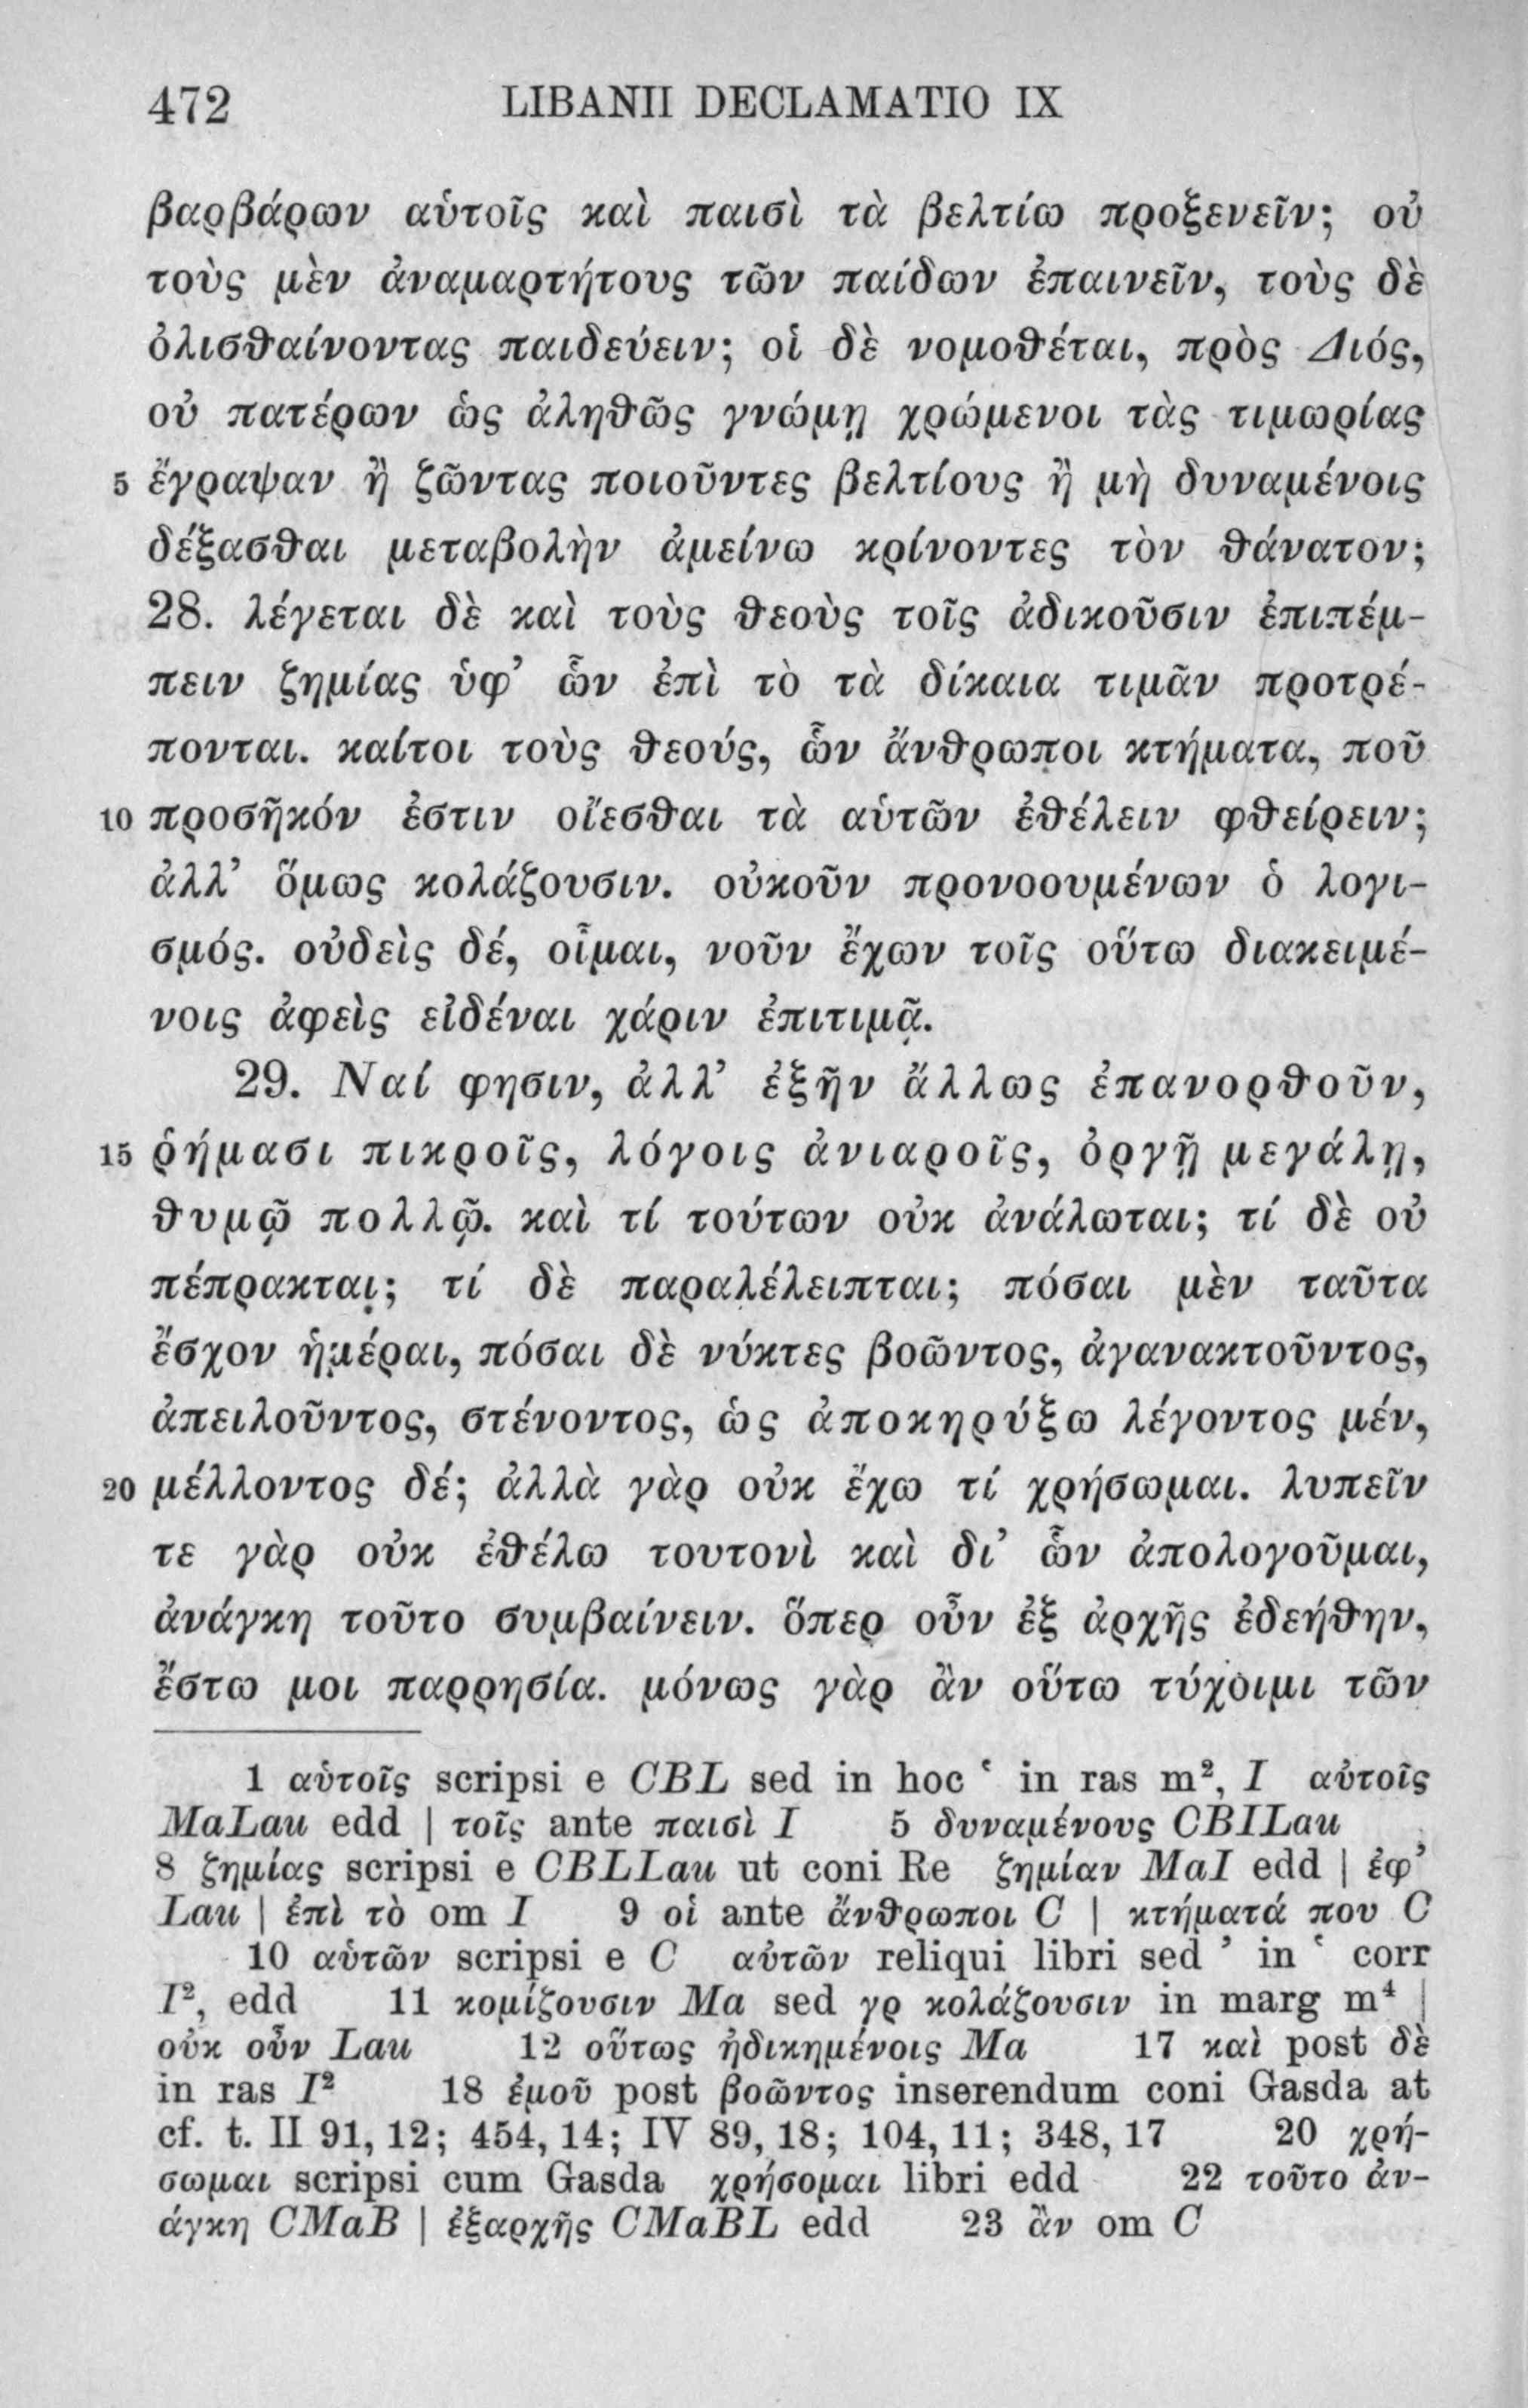 472 LIBANII DECLAMATIO IX
βαρβάρων αὑτοῖς καὶ παισὶ τὰ βελτίω προξενεῖν; οὐ
τοὺς μὲν ἀναμαρτήτους τῶν παίδων ἐπαινεῖν, τοὺς δὲ
ὀλισθαίνοντας παιδεύειν; οἱ δὲ νομοθέται, πρὸς Διός,
οὐ πατέρων ὡς ἀληθῶς γνώμῃ χρώμενοι τὰς τιμωρίας
5 ἔγραψαν ἢ ζῶντας ποιοῦντες βελτίους ἢ μὴ δυναμένοις
δέξασθαι μεταβολὴν ἀμείνω κρίνοντες τὸν θάνατον;
28. λέγεται δὲ καὶ τοὺς θεοὺς τοῖς ἀδικοῦσιν ἐπιπέμ-
πειν ζημίας ὑφ’ ὧν ἐπὶ τὸ τὰ δίκαια τιμᾶν προτρέ-
πονται. καίτοι τοὺς θεούς, ὧν ἄνθρωποι κτήματα, ποῦ
10 προσῆκόν ἐστιν οἴεσθαι τὰ αὑτῶν ἐθέλειν φθείρειν;
ἀλλ’ ὅμως κολάζουσιν. οὐκοῦν προνοουμένων ὁ λογι-
σμός. οὐδεὶς δέ, οἶμαι, νοῦν ἔχων τοῖς οὕτω διακειμέ-
νοις ἀφεὶς εἰδέναι χάριν ἐπιτιμᾷ.
29. Ναί φησιν, ἀλλ’ ἐξῆν ἄλλως ἐπανορθοῦν,
15 ῥήμασι πικροῖς, λόγοις ἀνιαροῖς, ὀργῇ μεγάλῃ,
θυμῷ πολλῷ. καὶ τί τούτων οὐκ ἀνάλωται; τί δὲ οὐ
πέπρακται; τί δὲ παραλέλειπται; πόσαι μὲν ταῦτα
ἔσχον ἡμέραι, πόσαι δὲ νύκτες βοῶντος, ἀγανακτοῦντος,
ἀπειλοῦντος, στένοντος, ὡς ἀποκηρύξω λέγοντος μέν,
20 μέλλοντος δέ; ἀλλὰ γὰρ οὐκ ἔχω τί χρήσωμαι. λυπεῖν
τε γὰρ οὐκ ἐθέλω τουτονὶ καὶ δι’ ὧν ἀπολογοῦμαι,
ἀνάγκη τοῦτο συμβαίνειν. ὅπερ οὖν ἐξ ἀρχῆς ἐδεήθην,
ἔστω μοι παρρησία. μόνως γὰρ ἂν οὕτω τύχοιμι τῶν
1 αὑτοῖς scripsi e CBL sed in hoc ʽ in ras m², I αὐτοῖς
MaLau edd | τοῖς ante παισὶ I 5 δυναμένους CBILau
8 ζημίας scripsi e CBLLau ut coni Re ζημίαν MaI edd | ἐφ’
Lau | ἐπὶ τὸ om I 9 οἱ ante ἄνθρωποι C | κτήματά που C
10 αὑτῶν scripsi e C αὐτῶν reliqui libri sed ’ in ʽ corr
I², edd 11 κομίζουσιν Ma sed γρ κολάζουσιν in marg m⁴ |
οὐκ οὖν Lau 12 οὕτως ἠδικημένοις Ma 17 καὶ post δὲ
in ras I² 18 ἐμοῦ post βοῶντος inserendum coni Gasda at
cf. t. II 91, 12; 454, 14; IV 89, 18; 104, 11; 348, 17 20 χρή-
σωμαι scripsi cum Gasda χρήσομαι libri edd 22 τοῦτο ἀν-
άγκη CMaB | ἐξαρχῆς CMaBL edd 23 ἂν om C